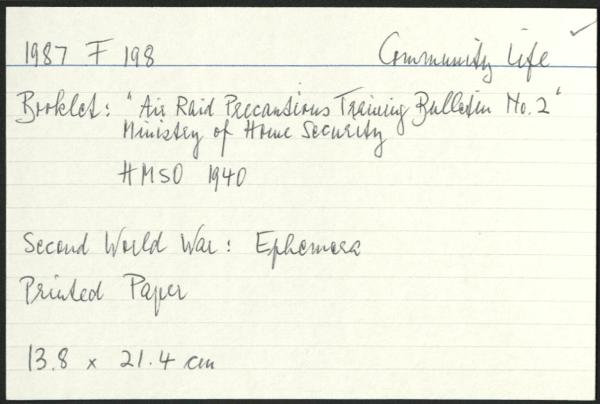 1987 F 198 Community Life
Booklet: "Air Raid Precautions Training Bulletin No. 2"
Ministry of Home Security
HMSO 1940
Second World War: Ephemera
Printed Paper
13.8 x 21.4 cm